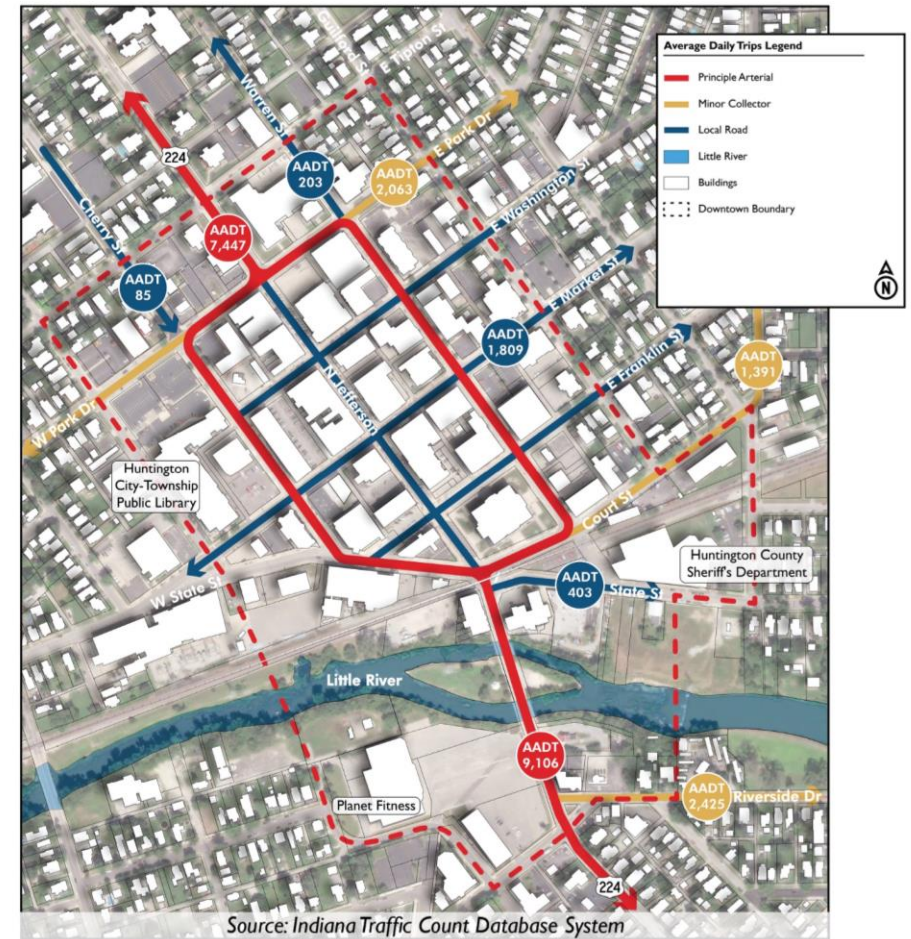 Average Daily Trips Legend
Principle Arterial
Minor Collector
Local Road
Little River
Buildings
Downtown Boundary
N
Guilford St
E Tipton St
Warren St
E Park Dr
224
AADT
203
AADT
2,063
E Washington St
Cherry St
AADT
7,447
E Market St
AADT
85
AADT
1,809
E Franklin St
AADT
1,391
N Jefferson
W Park Dr
Huntington
City-Township
Public Library
Court St
Huntington County
Sheriff's Department
W State St
AADT
403
State St
Little River
AADT
9,106
Planet Fitness
AADT
2,425
Riverside Dr
224
Source: Indiana Traffic Count Database System